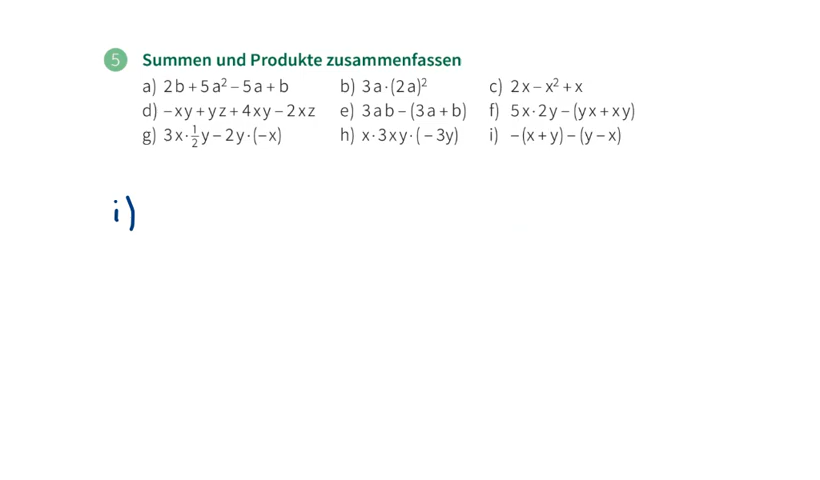 5 Summen und Produkte zusammenfassen
a) 2b + 5a² – 5a + b b) 3a · (2a)² c) 2x – x² + x
d) –xy + yz + 4xy – 2xz e) 3ab – (3a + b) f) 5x · 2y – (yx + xy)
g) 3x · ½y – 2y · (–x) h) x · 3xy · (–3y) i) –(x + y) – (y – x)
i)